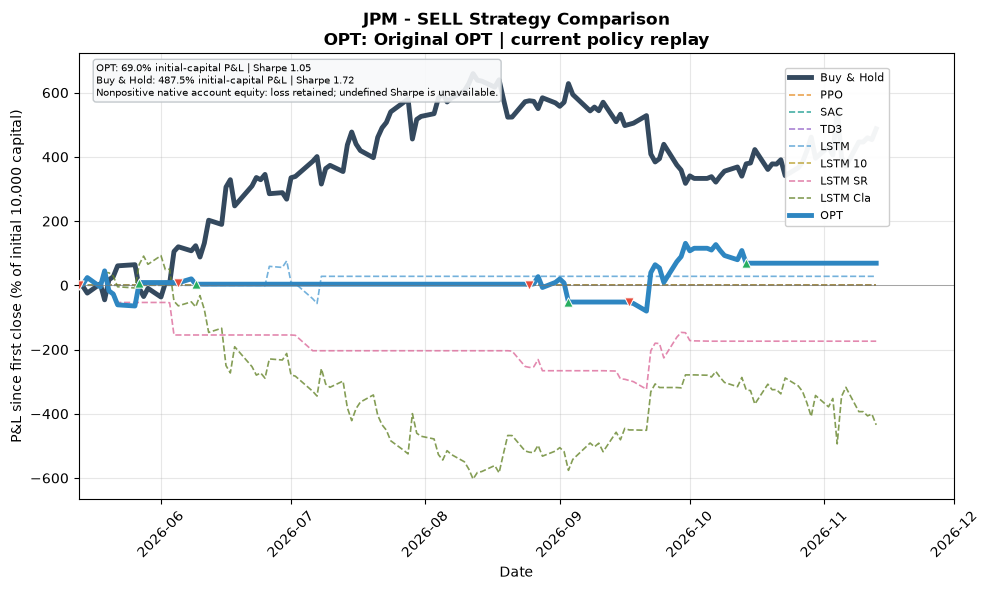 JPM - SELL Strategy Comparison
OPT: Original OPT | current policy replay
OPT: 69.0% initial-capital P&L | Sharpe 1.05
Buy & Hold: 487.5% initial-capital P&L | Sharpe 1.72
Nonpositive native account equity: loss retained; undefined Sharpe is unavailable.
Buy & Hold
PPO
SAC
TD3
LSTM
LSTM 10
LSTM SR
LSTM Cla
OPT
P&L since first close (% of initial 10,000 capital)
600
400
200
0
−200
−400
−600
2026-06
2026-07
2026-08
2026-09
2026-10
2026-11
2026-12
Date